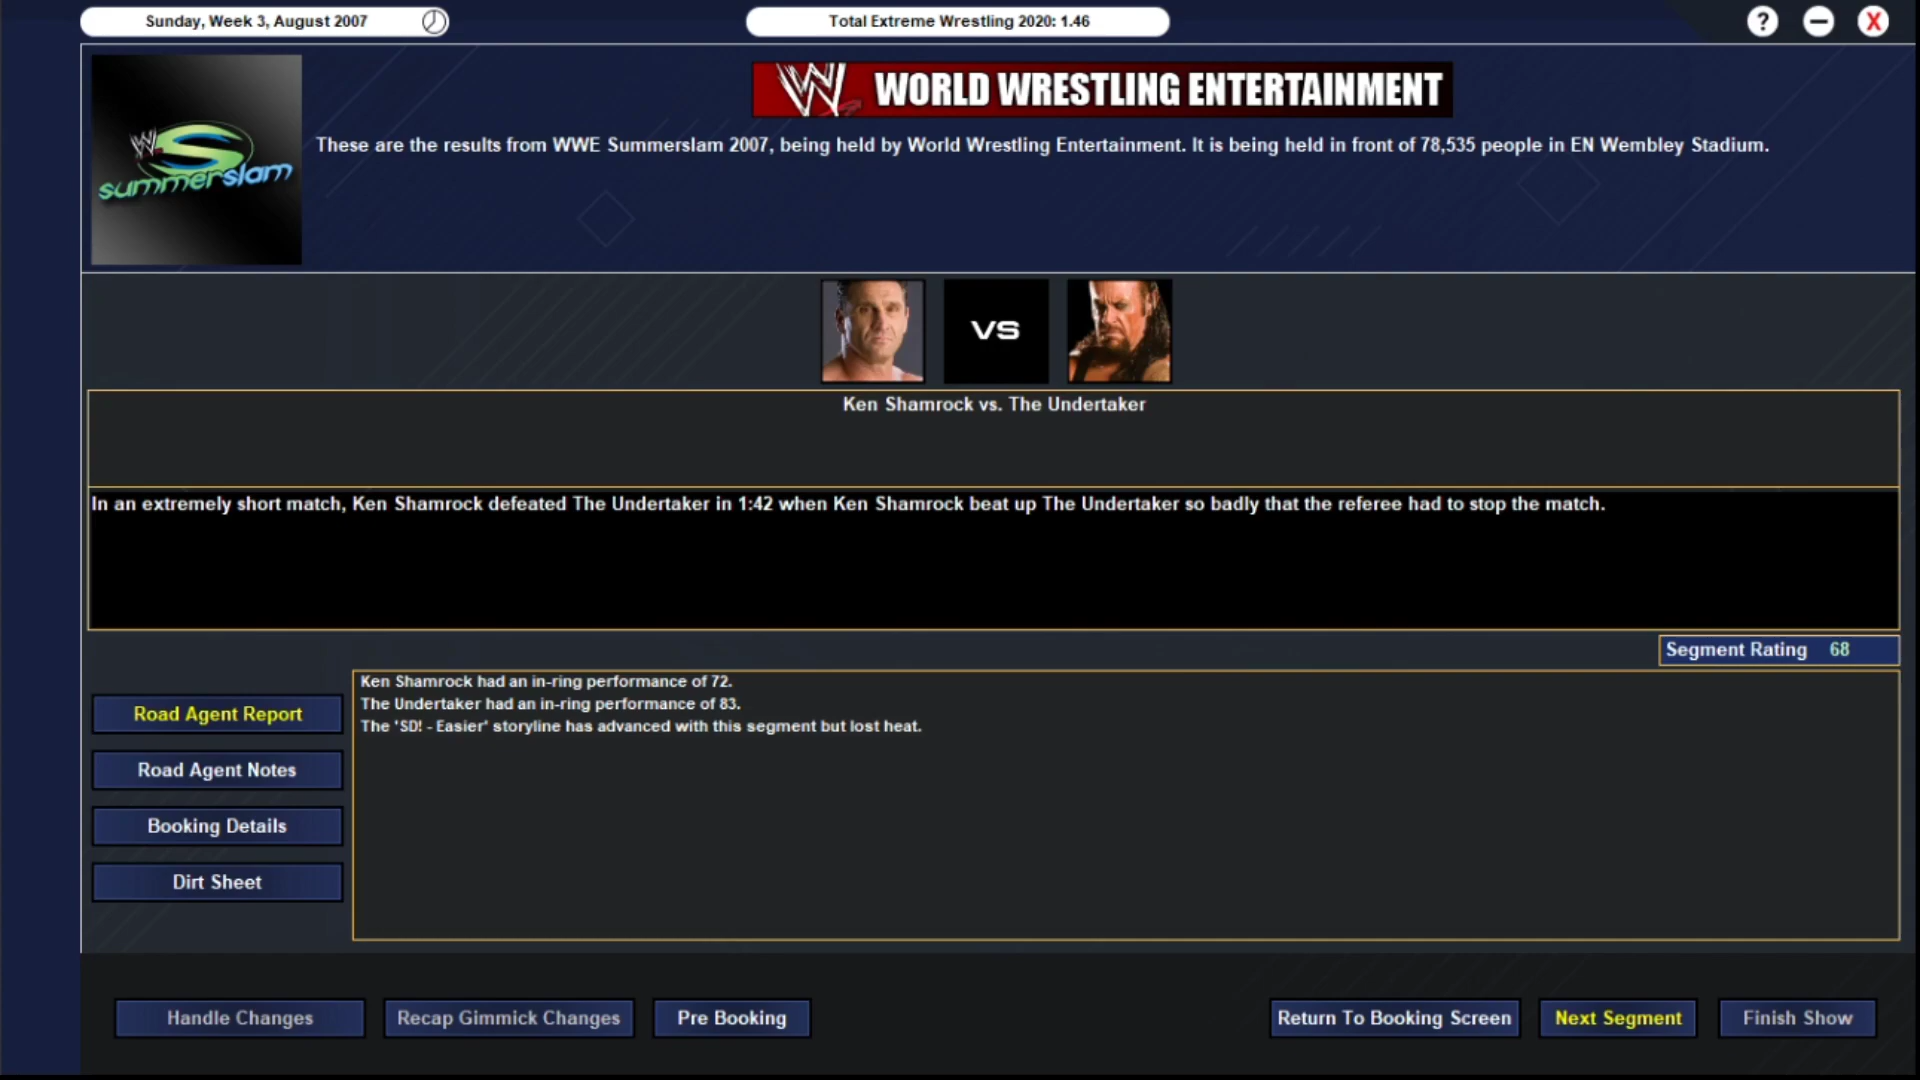 Sunday, Week 3, August 2007
Total Extreme Wrestling 2020: 1.46
?
X
W WORLD WRESTLING ENTERTAINMENT
W summerslam
These are the results from WWE Summerslam 2007, being held by World Wrestling Entertainment. It is being held in front of 78,535 people in EN Wembley Stadium.
VS
Ken Shamrock vs. The Undertaker
In an extremely short match, Ken Shamrock defeated The Undertaker in 1:42 when Ken Shamrock beat up The Undertaker so badly that the referee had to stop the match.
Segment Rating 68
Ken Shamrock had an in-ring performance of 72.
The Undertaker had an in-ring performance of 83.
The 'SD! - Easier' storyline has advanced with this segment but lost heat.
Road Agent Report
Road Agent Notes
Booking Details
Dirt Sheet
Handle Changes
Recap Gimmick Changes
Pre Booking
Return To Booking Screen
Next Segment
Finish Show